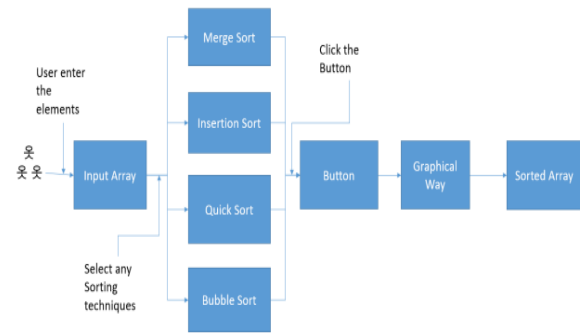 Merge Sort
Click the
Button
User enter
the
elements
Insertion Sort
Input Array
Button
Graphical
Way
Sorted Array
Quick Sort
Select any
Sorting
techniques
Bubble Sort